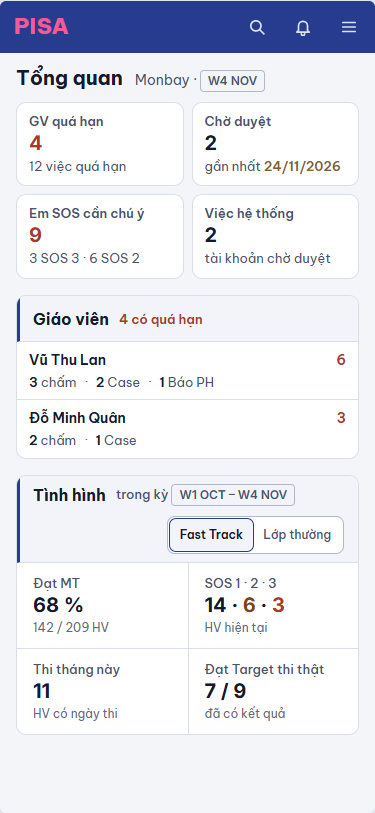 PISA
Tổng quan Monbay · W4 NOV
GV quá hạn
4
12 việc quá hạn
Chờ duyệt
2
gần nhất 24/11/2026
Em SOS cần chú ý
9
3 SOS 3 · 6 SOS 2
Việc hệ thống
2
tài khoản chờ duyệt
Giáo viên 4 có quá hạn
Vũ Thu Lan 6
3 chấm · 2 Case · 1 Báo PH
Đỗ Minh Quân 3
2 chấm · 1 Case
Tình hình trong kỳ W1 OCT – W4 NOV
Fast Track Lớp thường
Đạt MT
68 %
142 / 209 HV
SOS 1 · 2 · 3
14 · 6 · 3
HV hiện tại
Thi tháng này
11
HV có ngày thi
Đạt Target thi thật
7 / 9
đã có kết quả